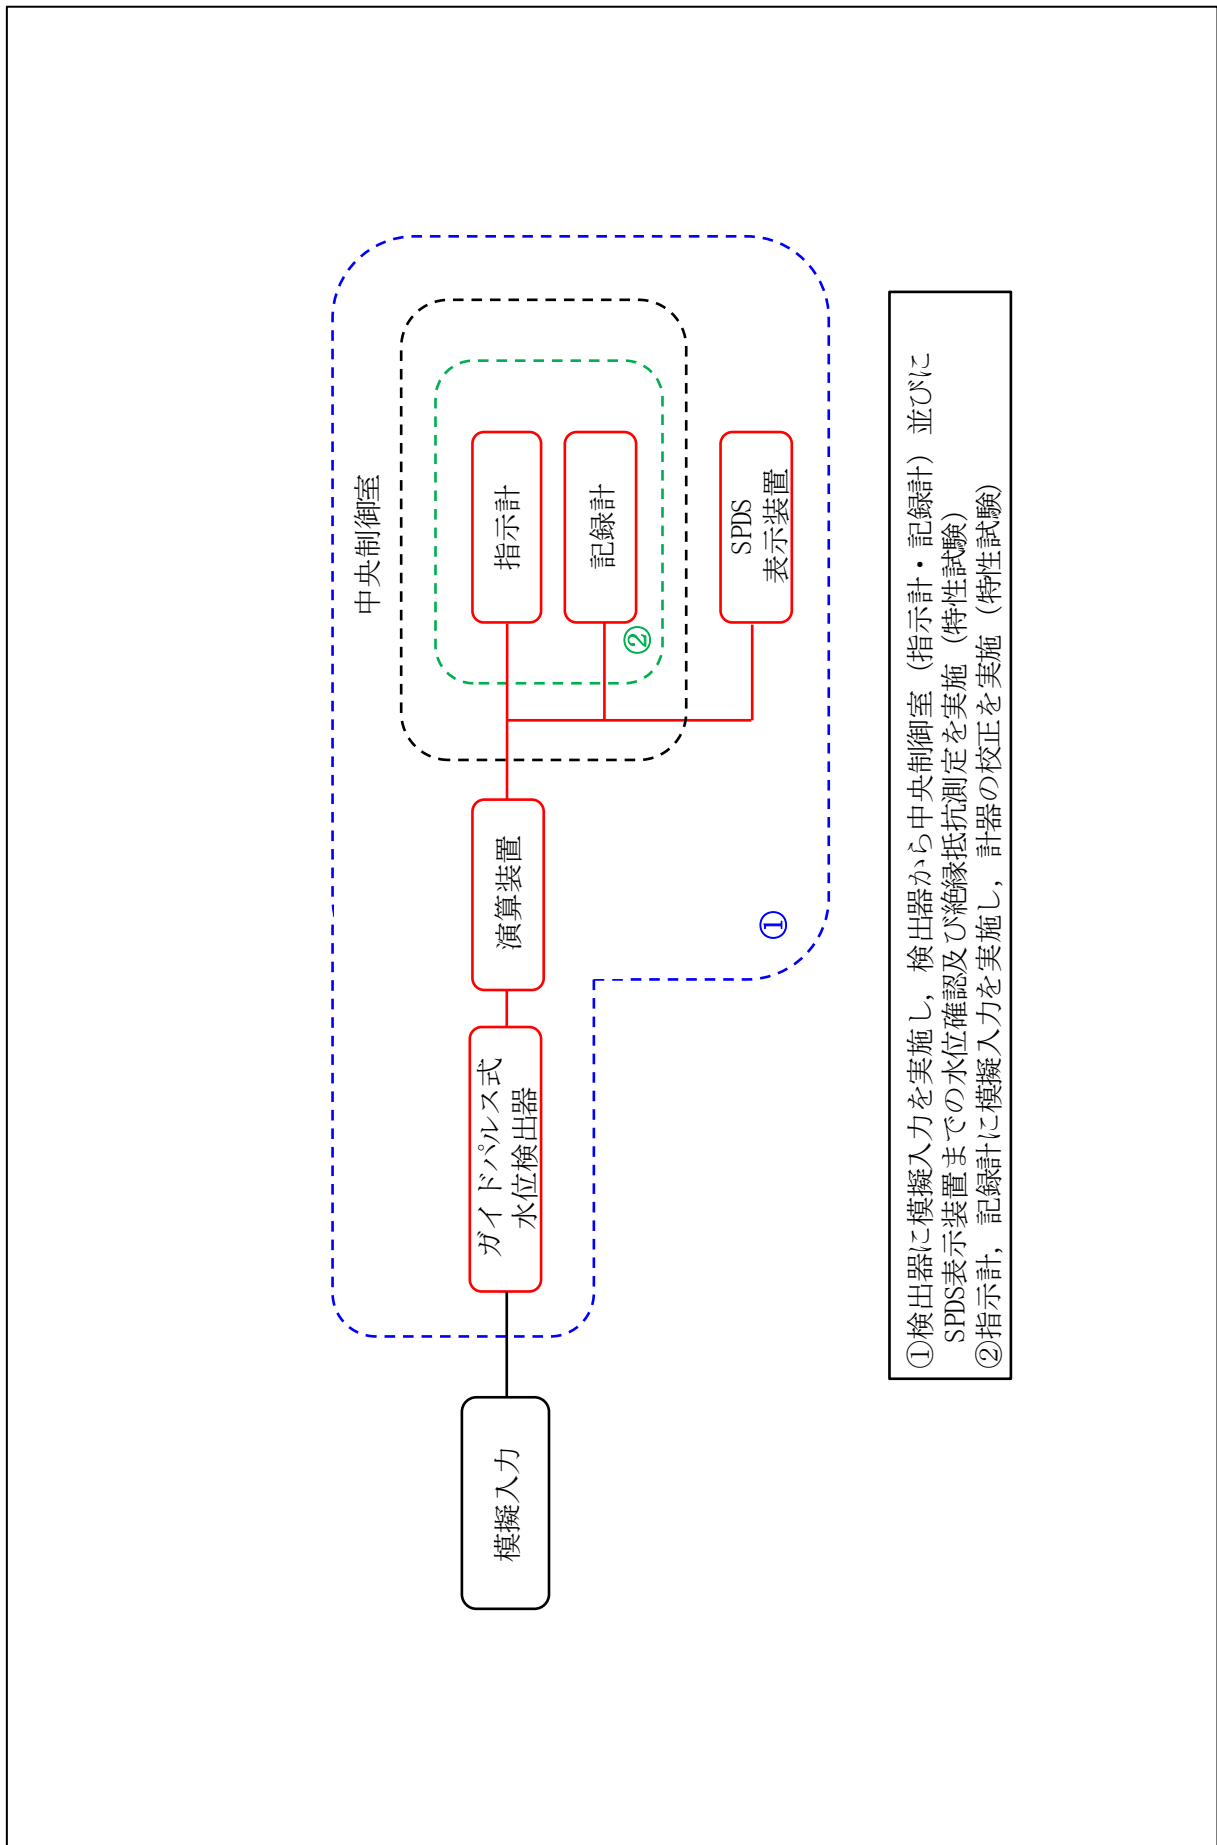 中央制御室
模擬入力
ガイドパルス式
水位検出器
演算装置
指示計
記録計
②
SPDS
表示装置
①
①検出器に模擬入力を実施し，検出器から中央制御室（指示計・記録計）並びに
SPDS表示装置までの水位確認及び絶縁抵抗測定を実施（特性試験）
②指示計，記録計に模擬入力を実施し，計器の校正を実施（特性試験）